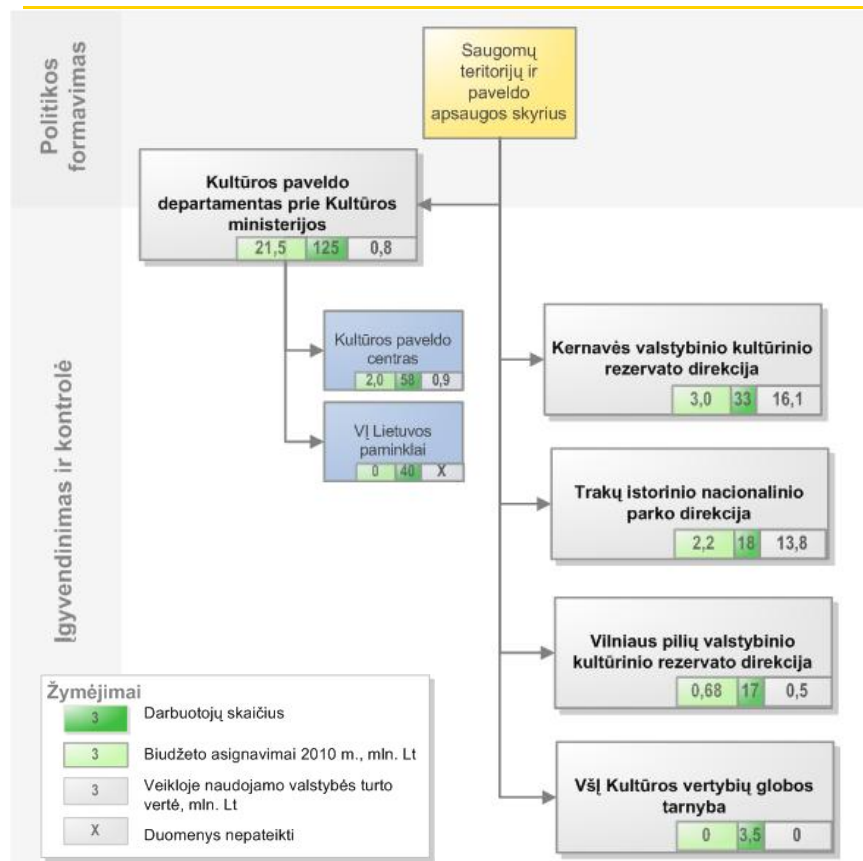 Politikos
formavimas
Saugomų
teritorijų ir
paveldo
apsaugos skyrius
Kultūros paveldo
departamentas prie Kultūros
ministerijos
21,5 125 0,8
Įgyvendinimas ir kontrolė
Kultūros paveldo
centras
2,0 58 0,9
VĮ Lietuvos
paminklai
0 40 X
Kernavės valstybinio kultūrinio
rezervato direkcija
3,0 33 16,1
Trakų istorinio nacionalinio
parko direkcija
2,2 18 13,8
Vilniaus pilių valstybinio
kultūrinio rezervato direkcija
0,68 17 0,5
VšĮ Kultūros vertybių globos
tarnyba
0 3,5 0
Žymėjimai
3 Darbuotojų skaičius
3 Biudžeto asignavimai 2010 m., mln. Lt
3 Veikloje naudojamo valstybės turto
vertė, mln. Lt
X Duomenys nepateikti